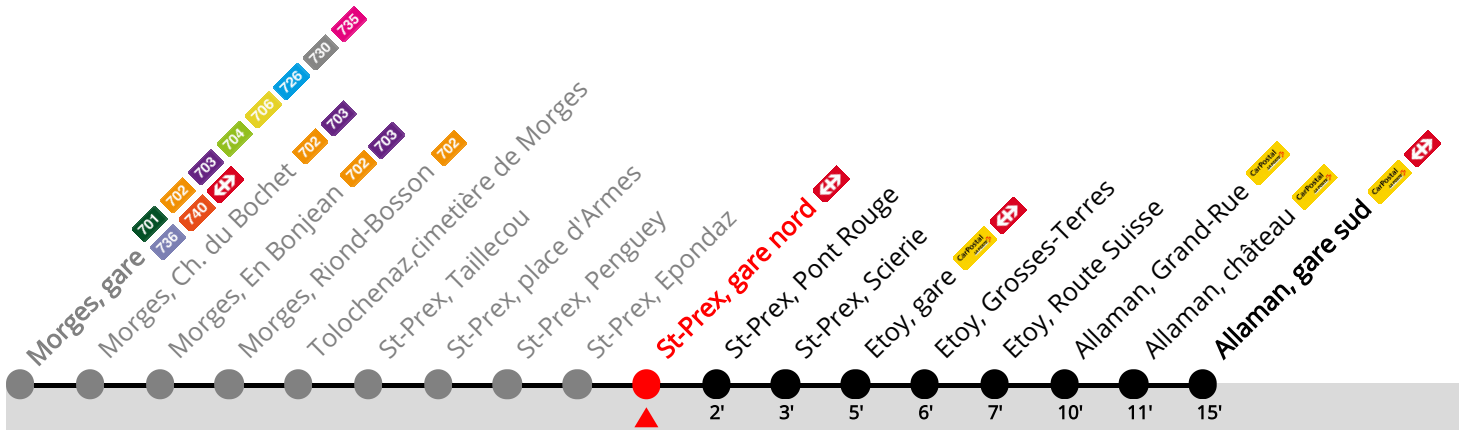 Morges, gare 701 702 703 704 706 726 730 735
736 740
Morges, Ch. du Bochet 702 703
Morges, En Bonjean 702 703
Morges, Riond-Bosson 702
Tolochenaz,cimetière de Morges
St-Prex, Taillecou
St-Prex, place d'Armes
St-Prex, Penguey
St-Prex, Epondaz
St-Prex, gare nord
St-Prex, Pont Rouge
St-Prex, Scierie
Etoy, gare CarPostal
Etoy, Grosses-Terres
Etoy, Route Suisse
Allaman, Grand-Rue CarPostal
Allaman, château CarPostal
Allaman, gare sud CarPostal
2' 3' 5' 6' 7' 10' 11' 15'